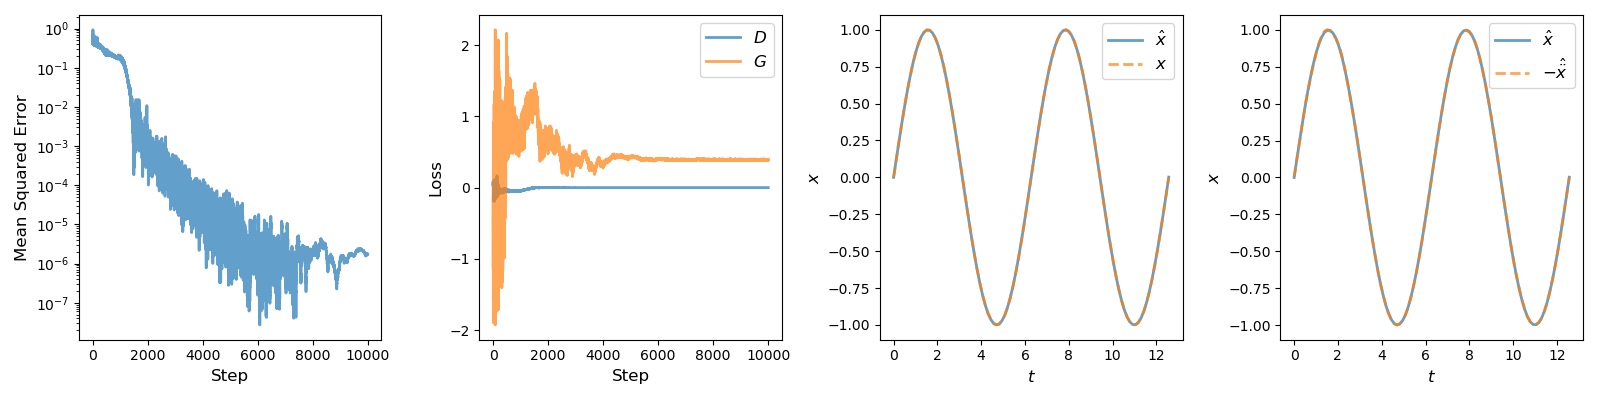 10⁰
10⁻¹
10⁻²
10⁻³
10⁻⁴
10⁻⁵
10⁻⁶
10⁻⁷
Mean Squared Error
0 2000 4000 6000 8000 10000
Step
2
1
0
−1
−2
Loss
D
G
0 2000 4000 6000 8000 10000
Step
1.00
0.75
0.50
0.25
0.00
−0.25
−0.50
−0.75
−1.00
x
x̂
x
0 2 4 6 8 10 12
t
1.00
0.75
0.50
0.25
0.00
−0.25
−0.50
−0.75
−1.00
x
x̂
−x̂̈
0 2 4 6 8 10 12
t